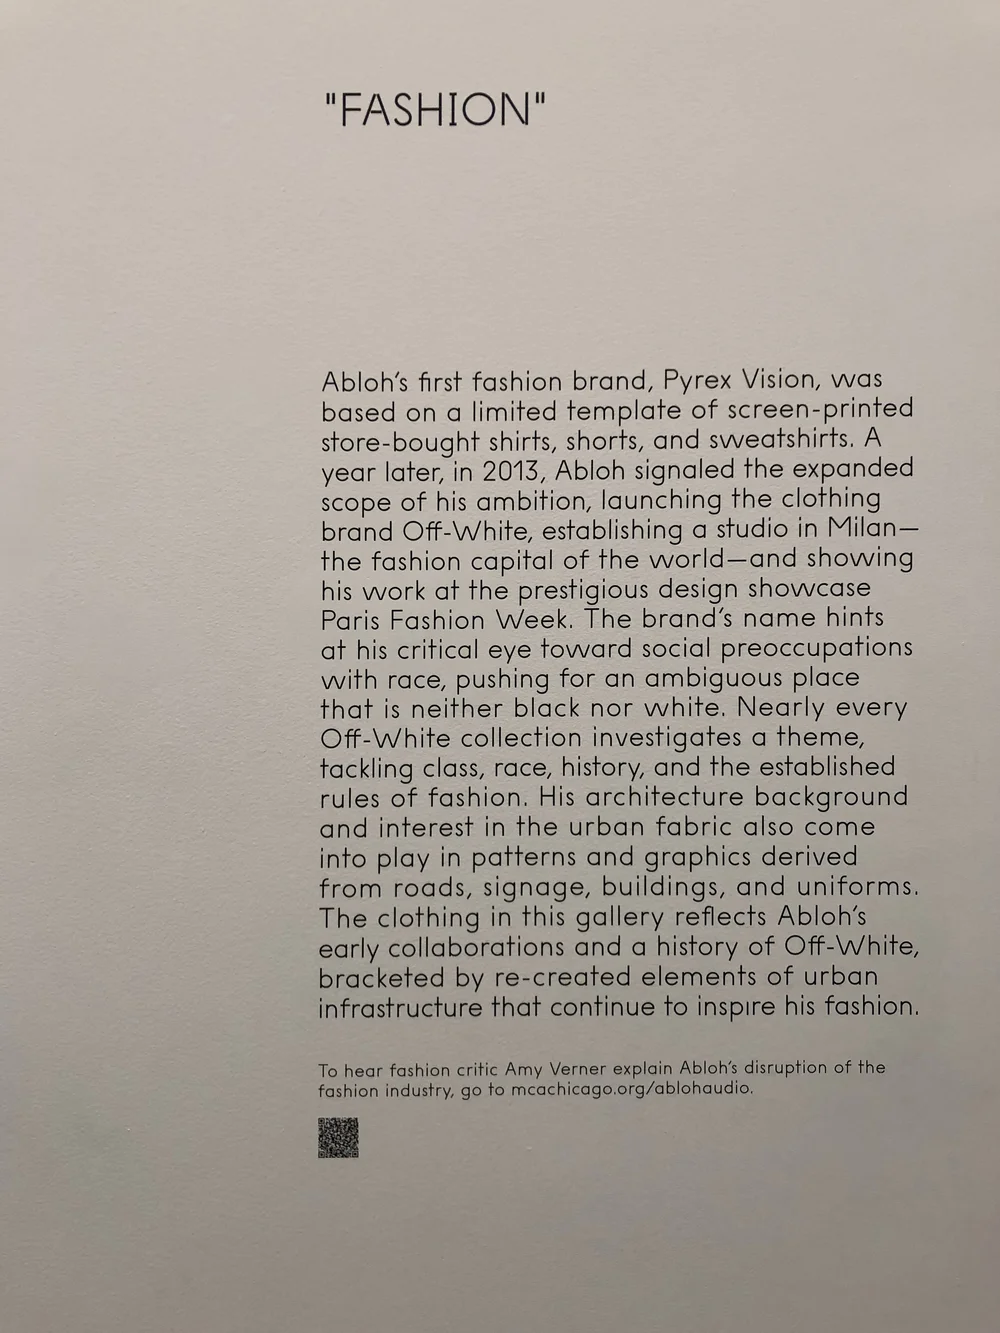 "FASHION"
Abloh's first fashion brand, Pyrex Vision, was
based on a limited template of screen-printed
store-bought shirts, shorts, and sweatshirts. A
year later, in 2013, Abloh signaled the expanded
scope of his ambition, launching the clothing
brand Off-White, establishing a studio in Milan—
the fashion capital of the world—and showing
his work at the prestigious design showcase
Paris Fashion Week. The brand's name hints
at his critical eye toward social preoccupations
with race, pushing for an ambiguous place
that is neither black nor white. Nearly every
Off-White collection investigates a theme,
tackling class, race, history, and the established
rules of fashion. His architecture background
and interest in the urban fabric also come
into play in patterns and graphics derived
from roads, signage, buildings, and uniforms.
The clothing in this gallery reflects Abloh's
early collaborations and a history of Off-White,
bracketed by re-created elements of urban
infrastructure that continue to inspire his fashion.
To hear fashion critic Amy Verner explain Abloh's disruption of the
fashion industry, go to mcachicago.org/ablohaudio.